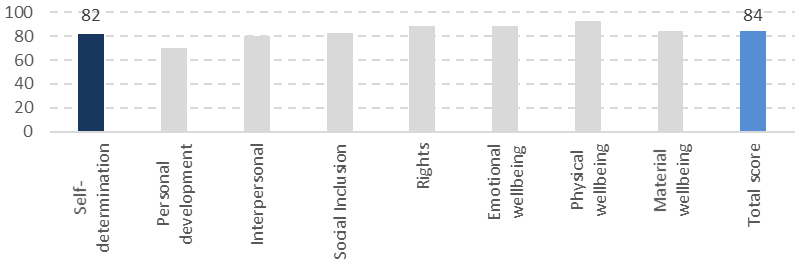 100
80
60
40
20
0
82
84
Self-
determination
Personal
development
Interpersonal
Social Inclusion
Rights
Emotional
wellbeing
Physical
wellbeing
Material
wellbeing
Total score